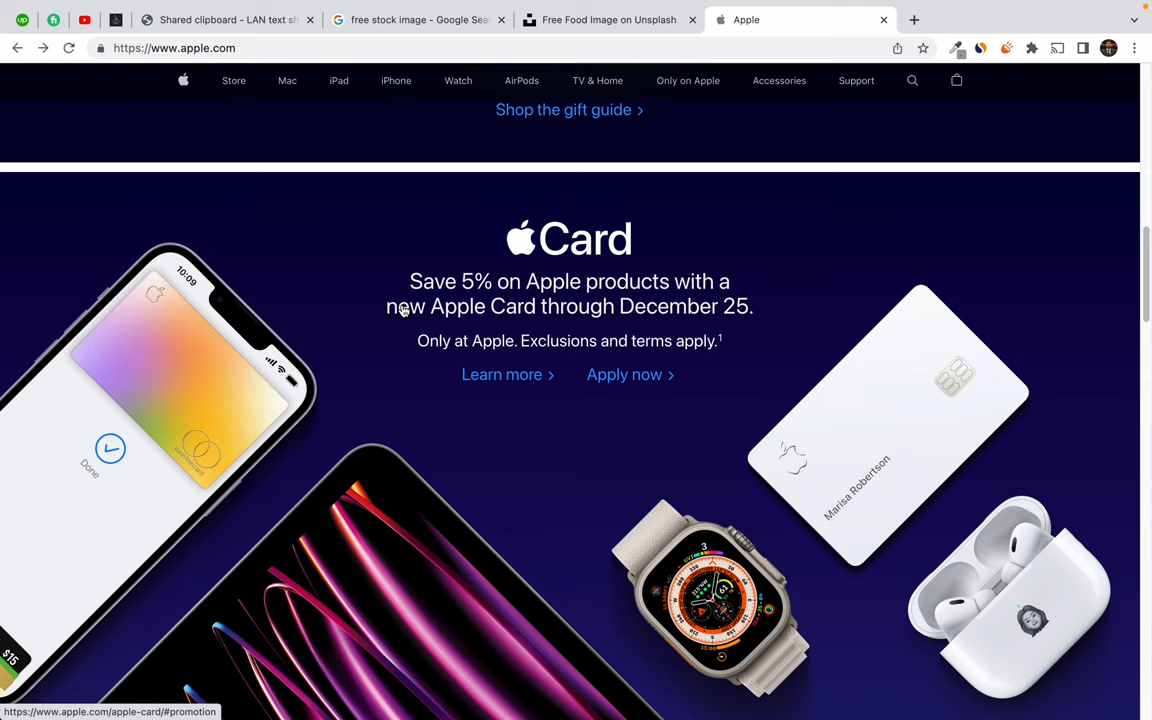 Shared clipboard - LAN text sh
free stock image - Google Sea
Free Food Image on Unsplash
Apple
https://www.apple.com
Store
Mac
iPad
iPhone
Watch
AirPods
TV & Home
Only on Apple
Accessories
Support
Shop the gift guide >
Card
Save 5% on Apple products with a
new Apple Card through December 25.
Only at Apple. Exclusions and terms apply.¹
Learn more >
Apply now >
10:09
mastercard
Done
$15
Marisa Robertson
3
61
https://www.apple.com/apple-card/#promotion